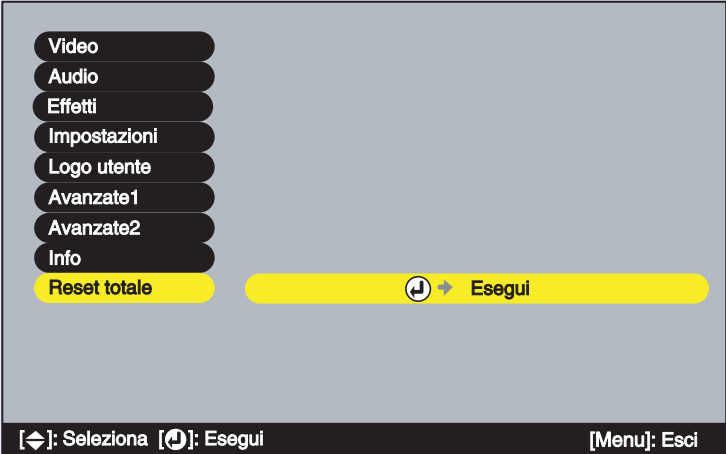 Video
Audio
Effetti
Impostazioni
Logo utente
Avanzate1
Avanzate2
Info
Reset totale Esegui
[]: Seleziona []: Esegui [Menu]: Esci